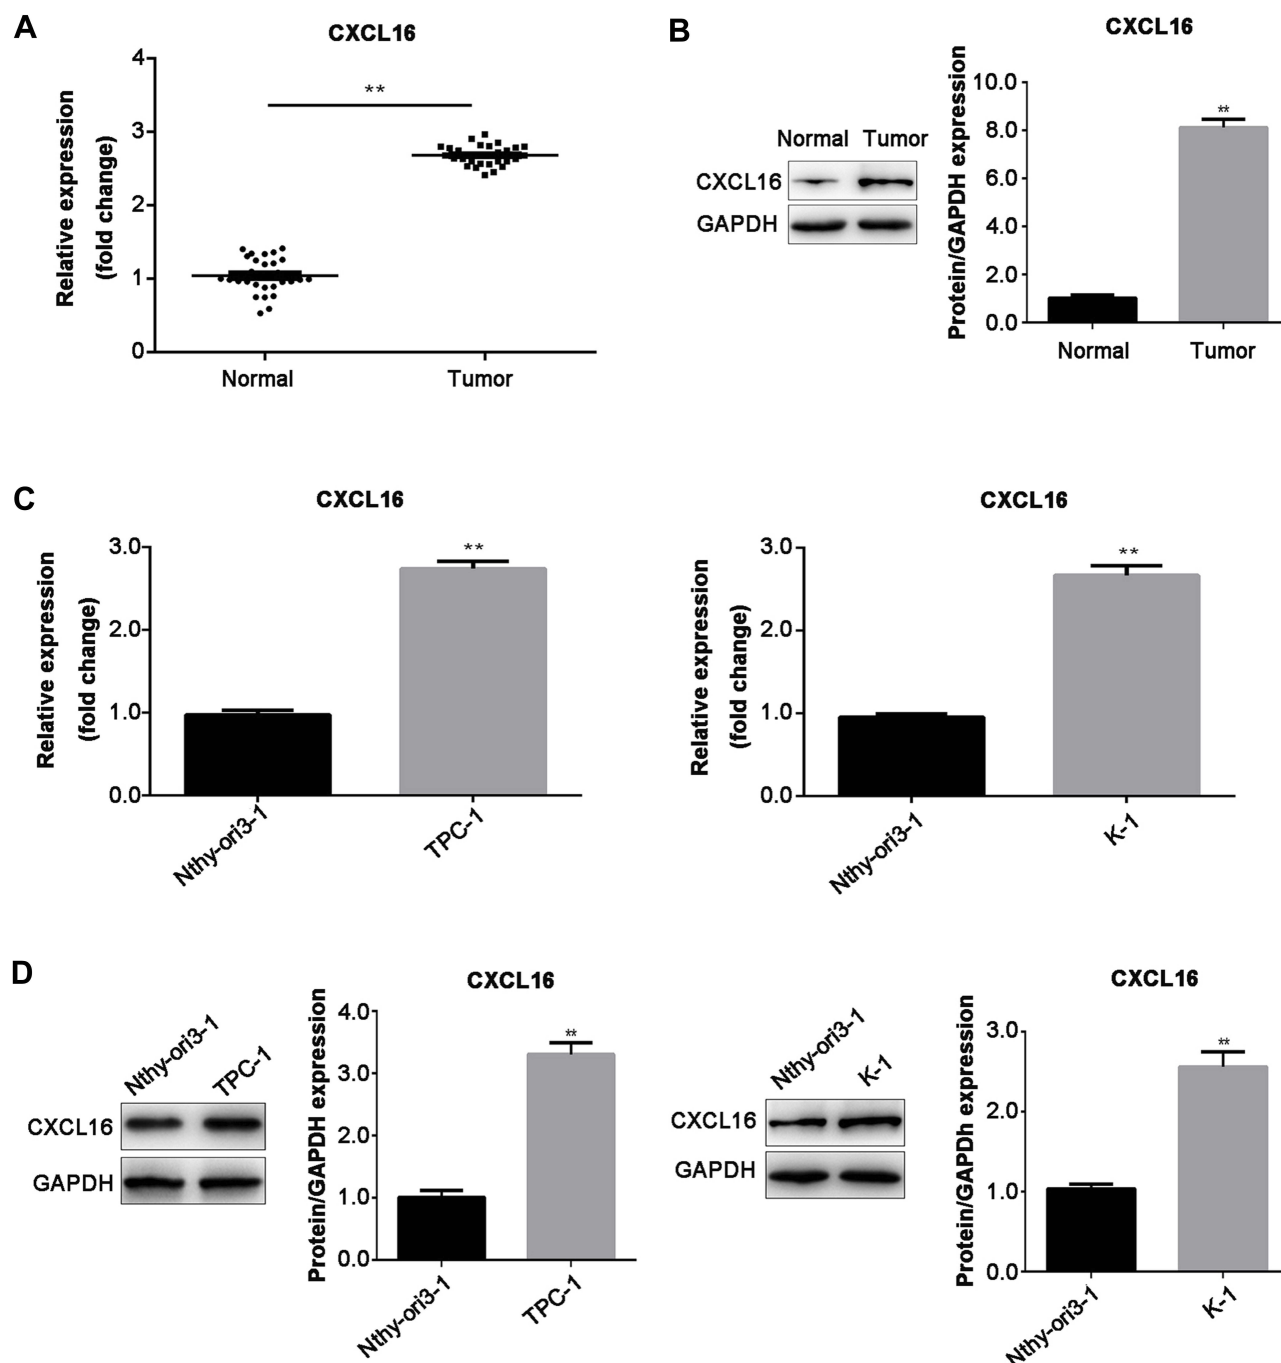 A
CXCL16
Relative expression
(fold change)
4
3
2
1
0
**
Normal
Tumor
B
Normal Tumor
CXCL16
GAPDH
CXCL16
Protein/GAPDH expression
10.0
8.0
6.0
4.0
2.0
0.0
**
Normal
Tumor
C
CXCL16
Relative expression
(fold change)
3.0
2.0
1.0
0.0
**
Nthy-ori3-1
TPC-1
CXCL16
Relative expression
(fold change)
3.0
2.0
1.0
0.0
**
Nthy-ori3-1
K-1
D
Nthy-ori3-1
TPC-1
CXCL16
GAPDH
CXCL16
Protein/GAPDH expression
4.0
3.0
2.0
1.0
0.0
**
Nthy-ori3-1
TPC-1
Nthy-ori3-1
K-1
CXCL16
GAPDH
CXCL16
Protein/GAPDh expression
3.0
2.0
1.0
0.0
**
Nthy-ori3-1
K-1